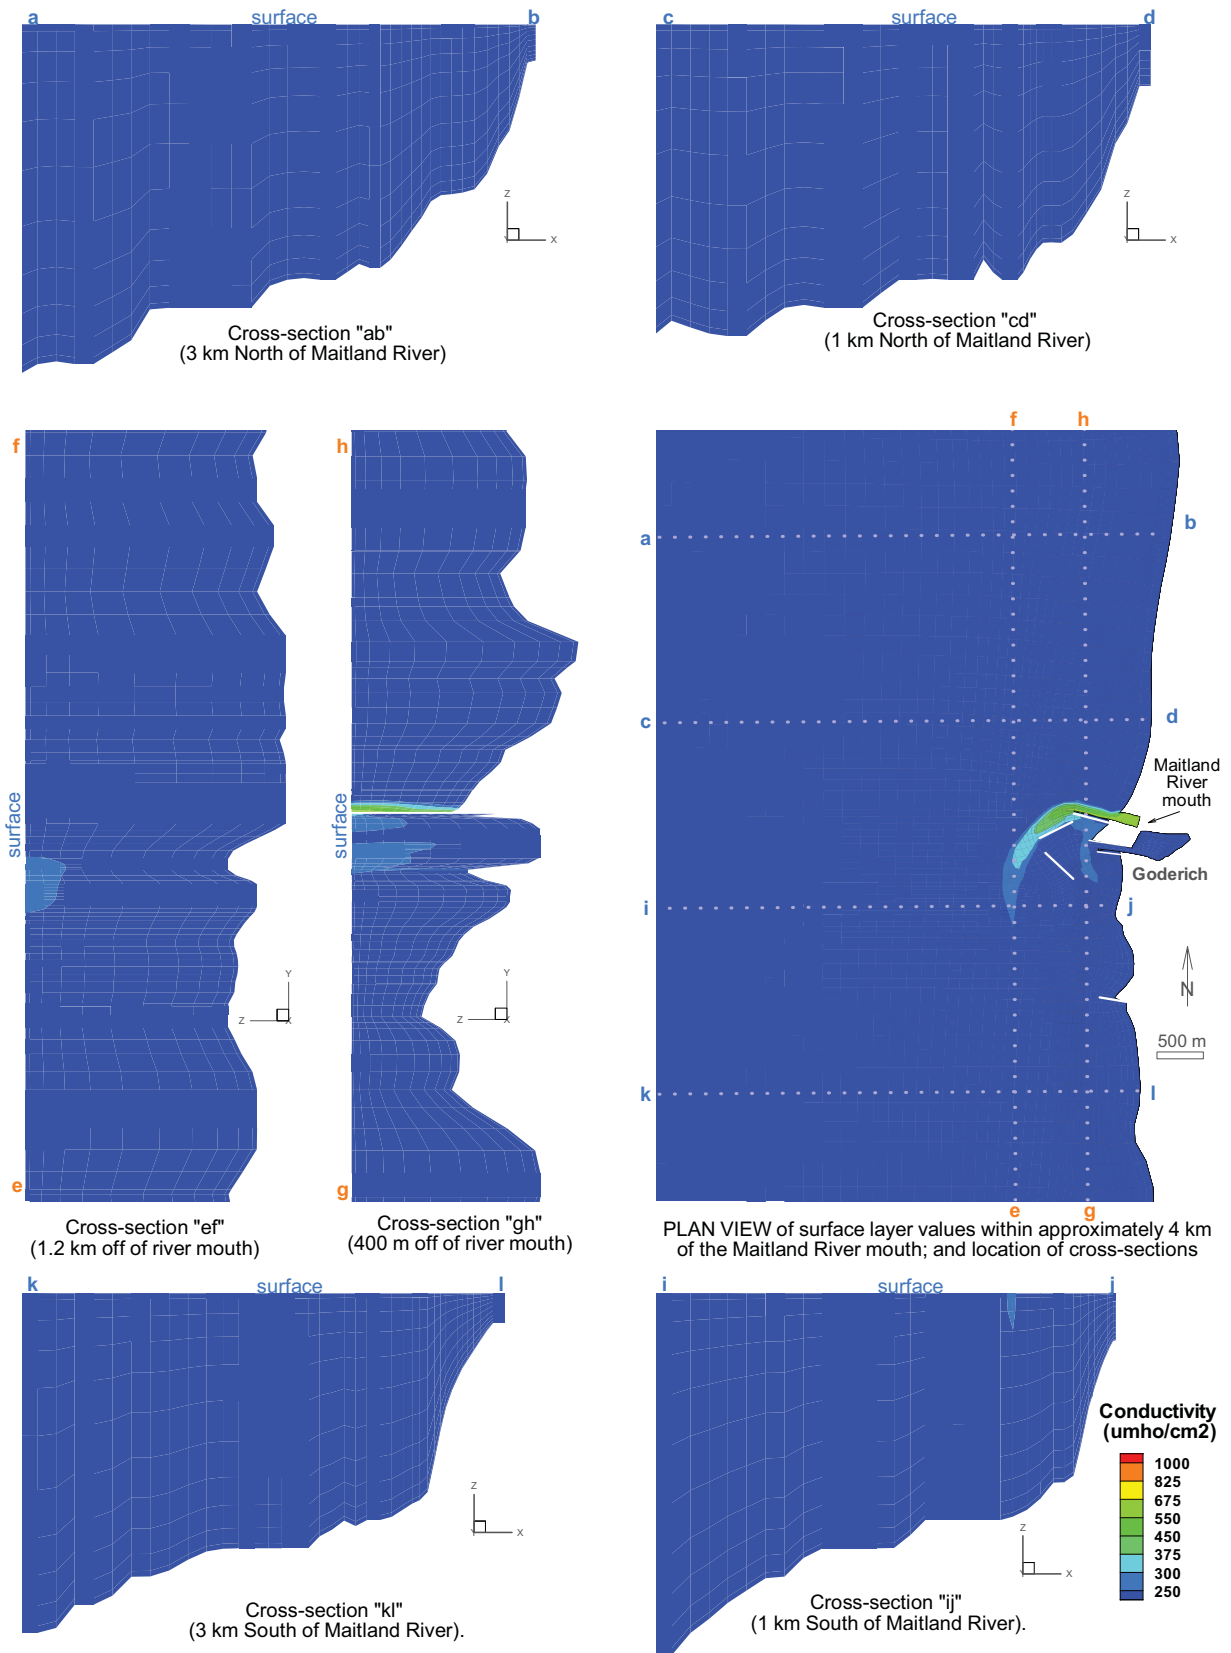 a surface b
c surface d
Z
X
Z
Y X
Cross-section "ab"
(3 km North of Maitland River)
Cross-section "cd"
(1 km North of Maitland River)
f
h
f h
surface
surface
a b
c d
Maitland
River
mouth
Goderich
i j
N
500 m
k l
Y
Z X
Y
Z X
e
g
e g
Cross-section "ef"
(1.2 km off of river mouth)
Cross-section "gh"
(400 m off of river mouth)
PLAN VIEW of surface layer values within approximately 4 km
of the Maitland River mouth; and location of cross-sections
k surface l
i surface j
Z
Y X
Z
Y X
Cross-section "kl"
(3 km South of Maitland River).
Cross-section "ij"
(1 km South of Maitland River).
Conductivity
(umho/cm2)
1000
825
675
550
450
375
300
250